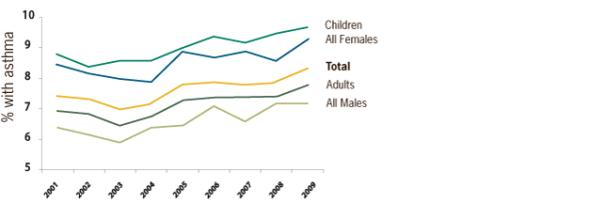 10
9
8
7
6
5
% with asthma
Children
All Females
Total
Adults
All Males
2001
2002
2003
2004
2005
2006
2007
2008
2009